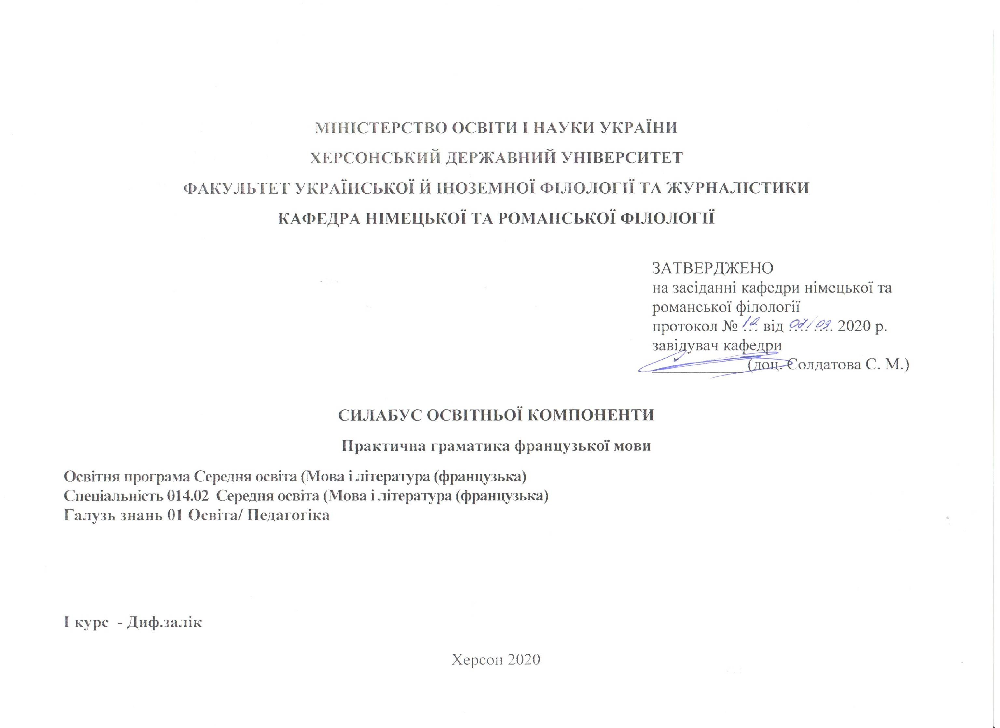 МІНІСТЕРСТВО ОСВІТИ І НАУКИ УКРАЇНИ
ХЕРСОНСЬКИЙ ДЕРЖАВНИЙ УНІВЕРСИТЕТ
ФАКУЛЬТЕТ УКРАЇНСЬКОЇ Й ІНОЗЕМНОЇ ФІЛОЛОГІЇ ТА ЖУРНАЛІСТИКИ
КАФЕДРА НІМЕЦЬКОЇ ТА РОМАНСЬКОЇ ФІЛОЛОГІЇ
ЗАТВЕРДЖЕНО
на засіданні кафедри німецької та
романської філології
протокол № від 07/09 2020 р.
завідувач кафедри
(доц. Солдатова С. М.)
СИЛАБУС ОСВІТНЬОЇ КОМПОНЕНТИ
Практична граматика французької мови
Освітня програма Середня освіта (Мова і література (французька)
Спеціальність 014.02 Середня освіта (Мова і література (французька)
Галузь знань 01 Освіта/ Педагогіка
І курс - Диф.залік
Херсон 2020